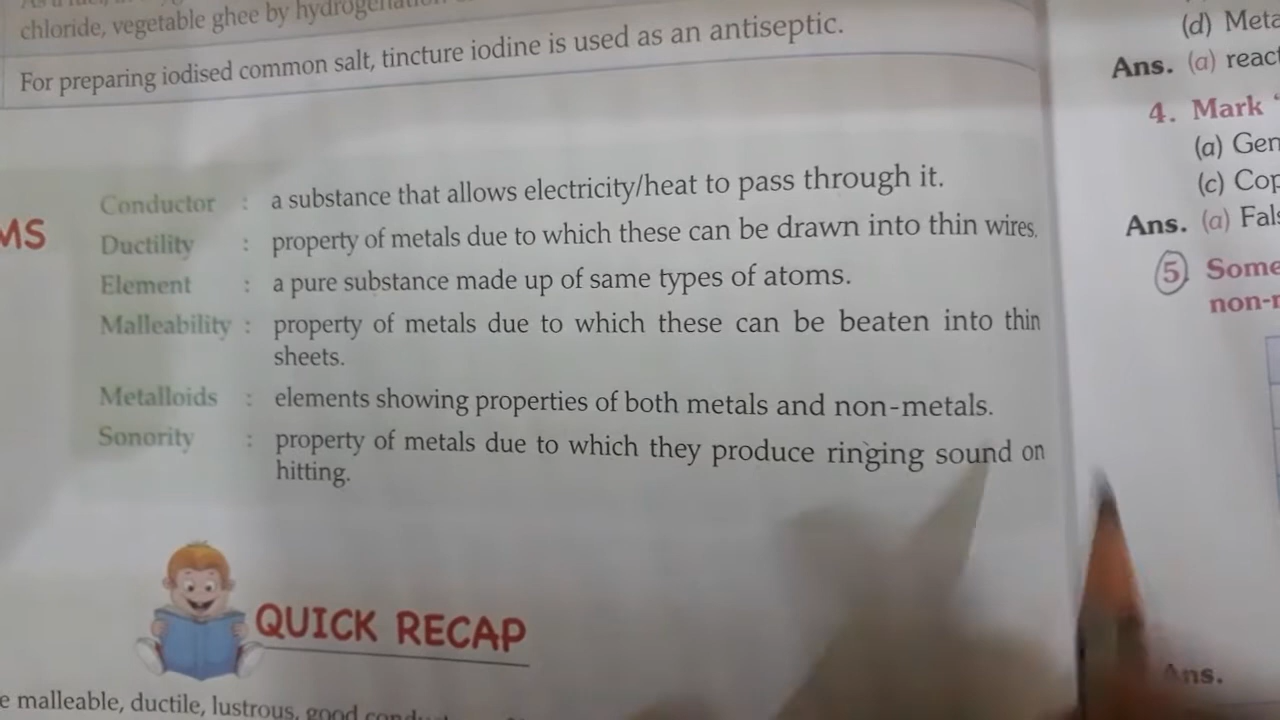 chloride, vegetable ghee by
For preparing iodised common salt, tincture iodine is used as an antiseptic.
MS
Conductor : a substance that allows electricity/heat to pass through it.
Ductility : property of metals due to which these can be drawn into thin wires.
Element : a pure substance made up of same types of atoms.
Malleability : property of metals due to which these can be beaten into thin
sheets.
Metalloids : elements showing properties of both metals and non-metals.
Sonority : property of metals due to which they produce ringing sound on
hitting.
QUICK RECAP
e malleable, ductile, lustrous, good
(d) Meta
Ans. (a) reac
4. Mark
(a) Gen
(c) Cop
Ans. (a) Fals
5. Some
non-
Ans.